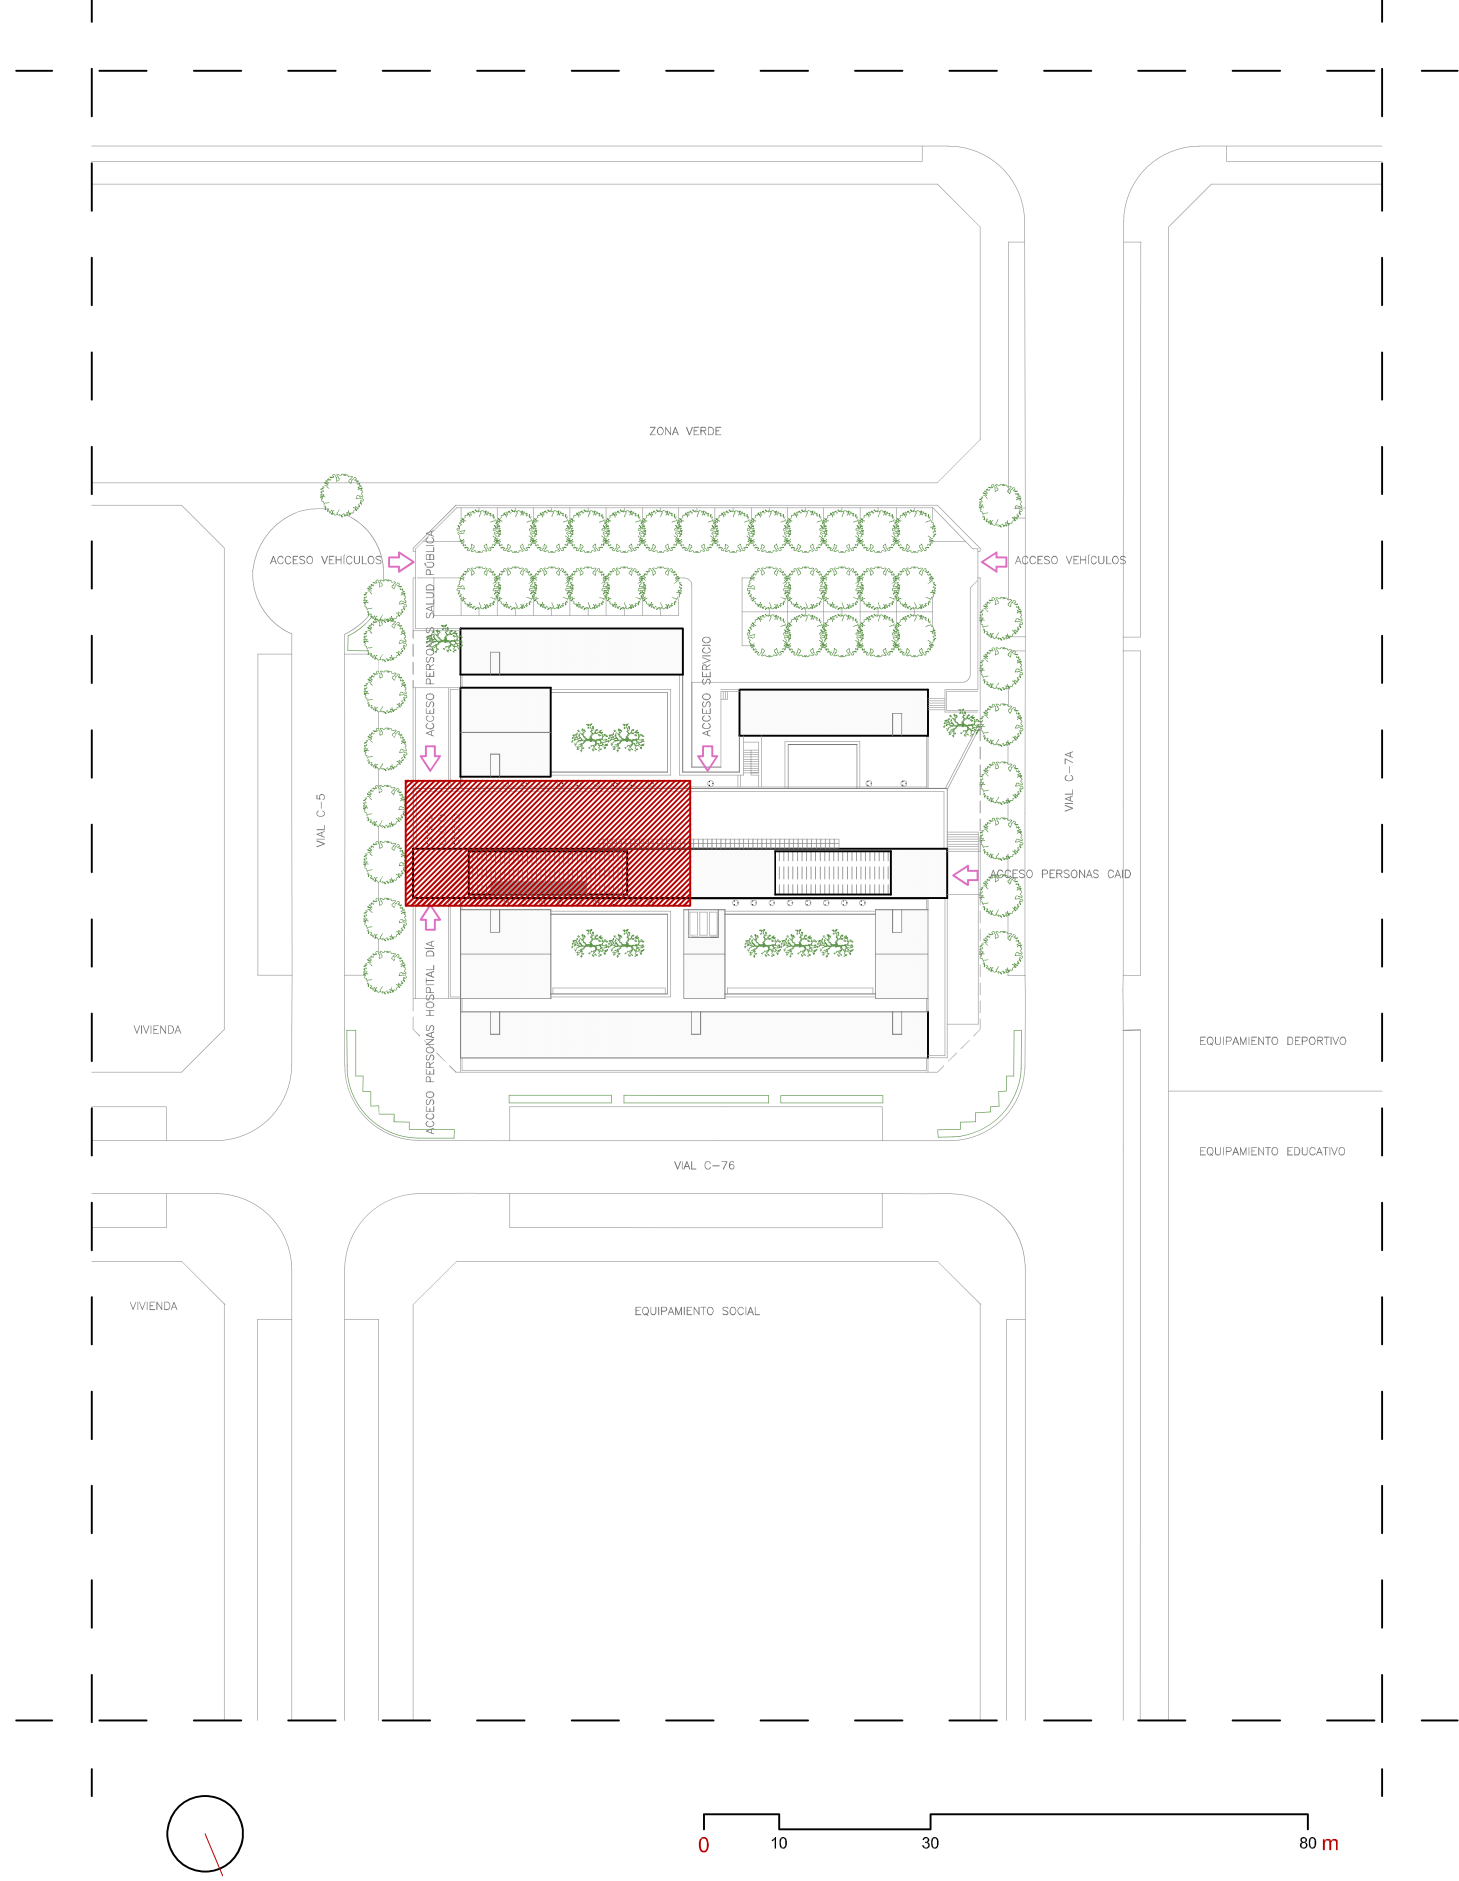 ZONA VERDE
ACCESO VEHÍCULOS
ACCESO VEHÍCULOS
ACCESO PERSONAS SALUD PÚBLICA
ACCESO SERVICIO
VIAL C-5
VIAL C-7A
ACCESO PERSONAS CAID
ACCESO PERSONAS HOSPITAL DÍA
VIVIENDA
EQUIPAMIENTO DEPORTIVO
EQUIPAMIENTO EDUCATIVO
VIAL C-76
VIVIENDA
EQUIPAMIENTO SOCIAL
0 10 30 80 m